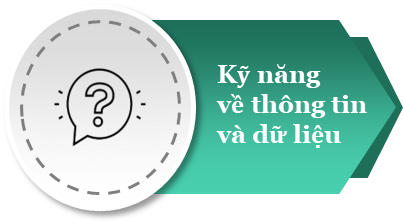 Kỹ năng
về thông tin
và dữ liệu